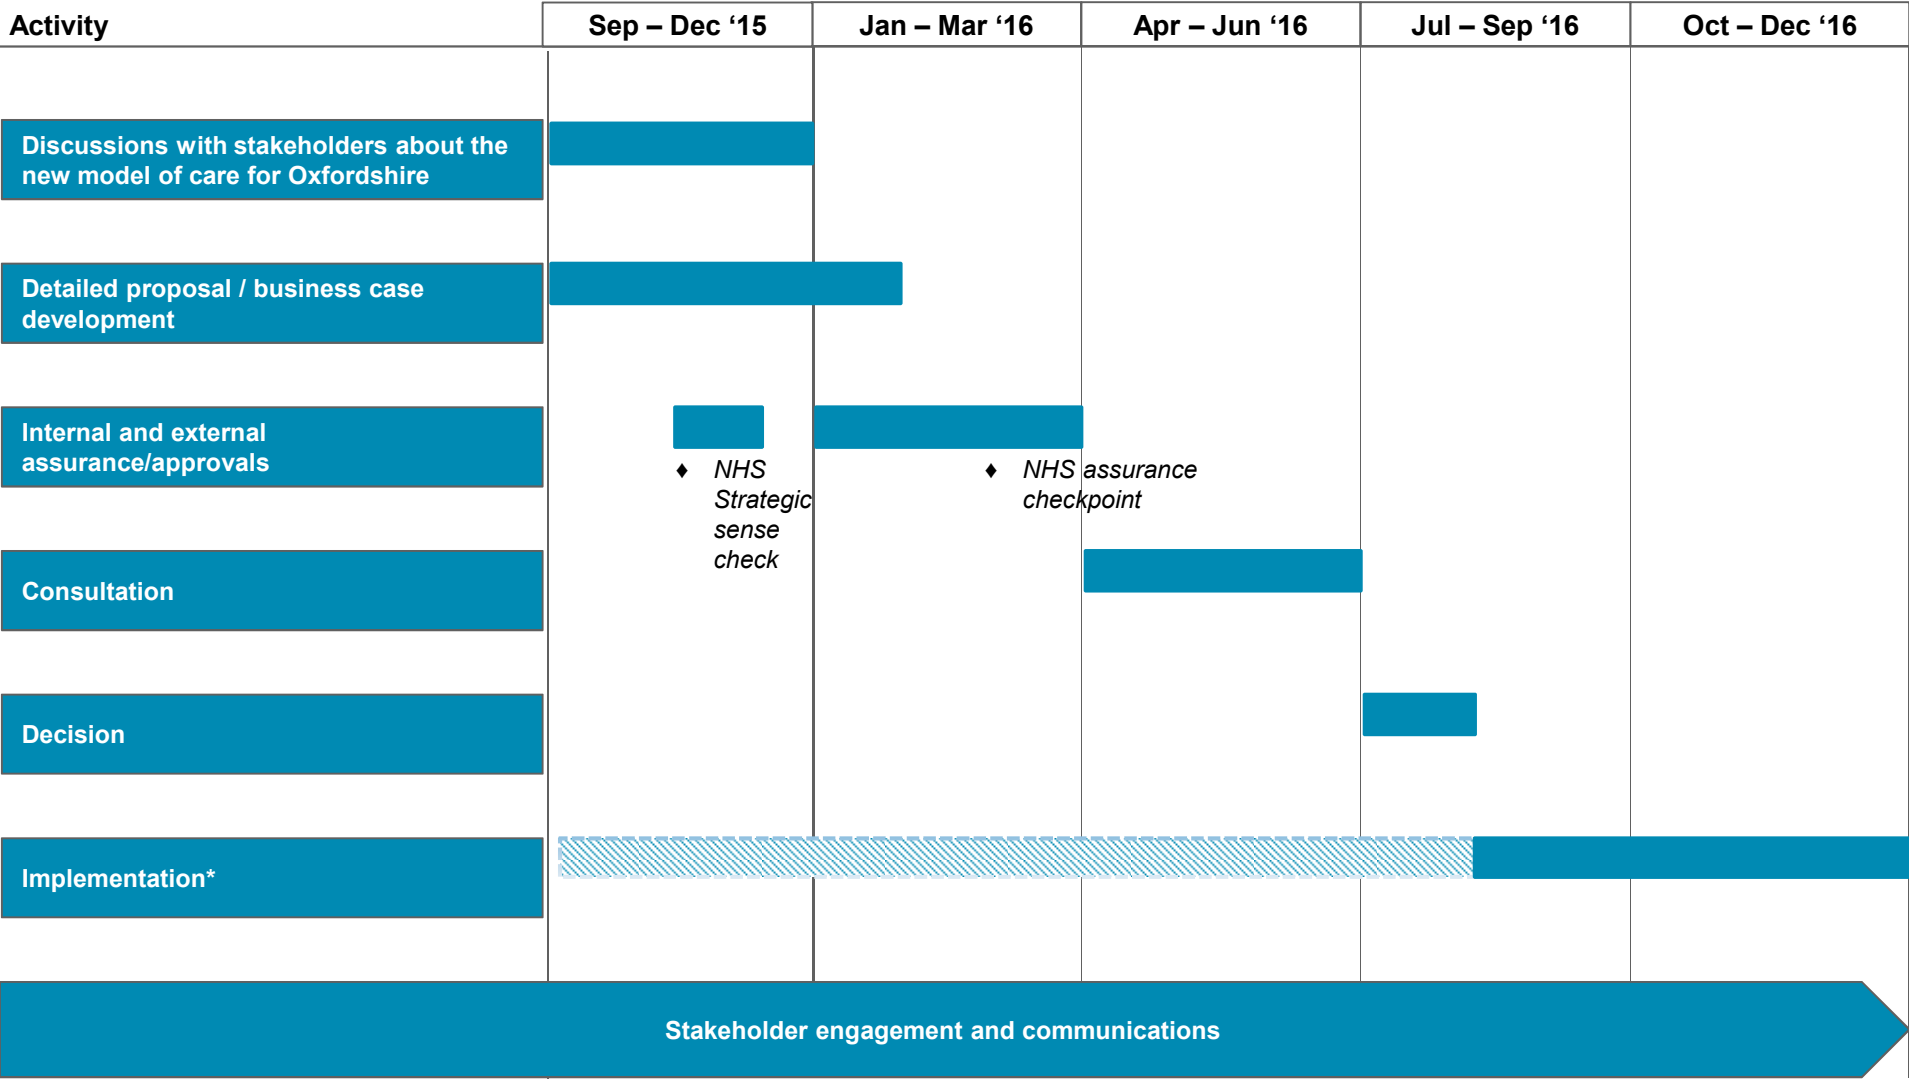 Activity
Sep – Dec ‘15
Jan – Mar ‘16
Apr – Jun ‘16
Jul – Sep ‘16
Oct – Dec ‘16
Discussions with stakeholders about the
new model of care for Oxfordshire
Detailed proposal / business case
development
Internal and external
assurance/approvals
♦ NHS
Strategic
sense
check
♦ NHS assurance
checkpoint
Consultation
Decision
Implementation*
Stakeholder engagement and communications